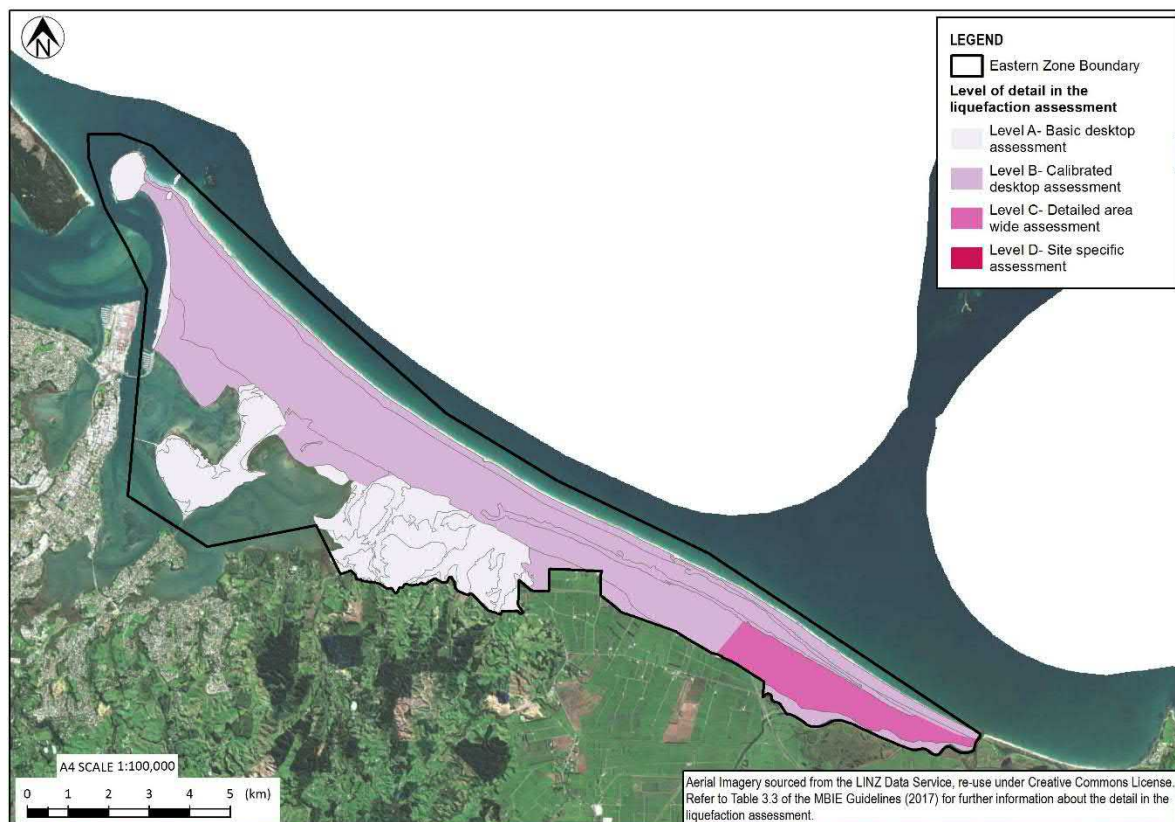 N
LEGEND
Eastern Zone Boundary
Level of detail in the
liquefaction assessment
Level A- Basic desktop
assessment
Level B- Calibrated
desktop assessment
Level C- Detailed area
wide assessment
Level D- Site specific
assessment
A4 SCALE 1:100,000
0 1 2 3 4 5 (km)
Aerial Imagery sourced from the LINZ Data Service, re-use under Creative Commons License.
Refer to Table 3.3 of the MBIE Guidelines (2017) for further information about the detail in the
liquefaction assessment.